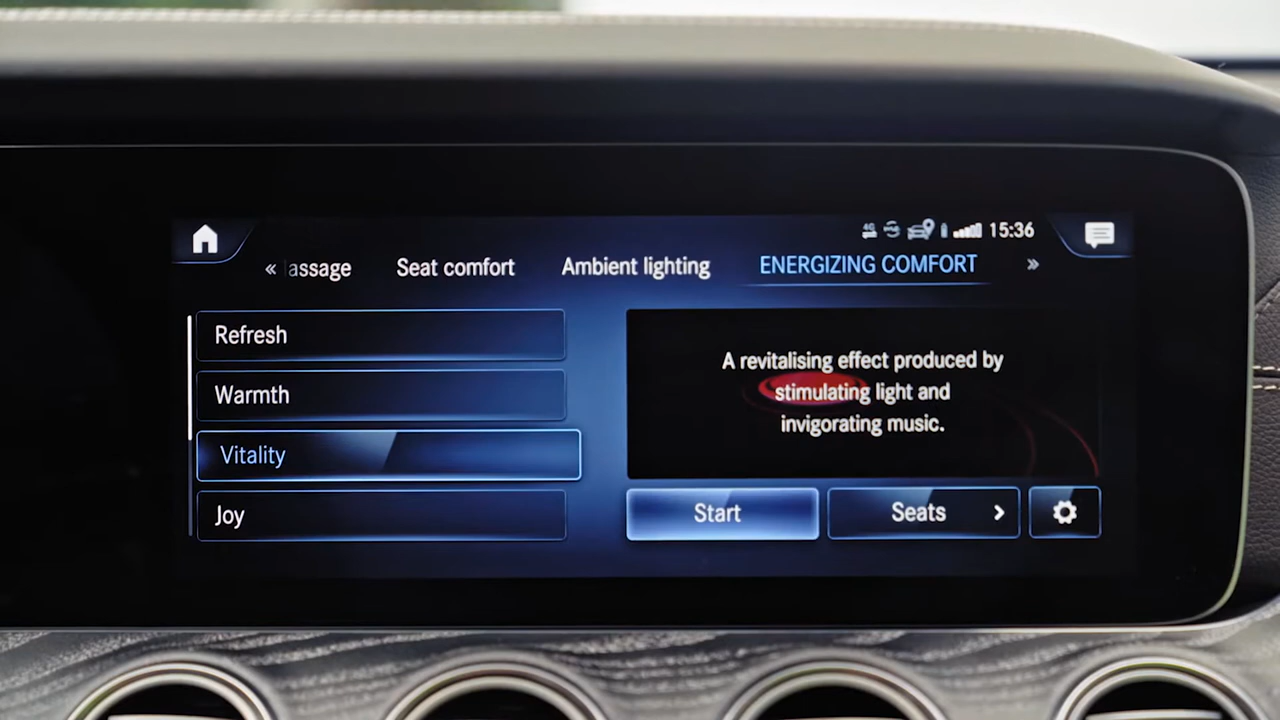 4G
15:36
« assage Seat comfort Ambient lighting ENERGIZING COMFORT »
Refresh
Warmth
Vitality
Joy
A revitalising effect produced by
stimulating light and
invigorating music.
Start Seats